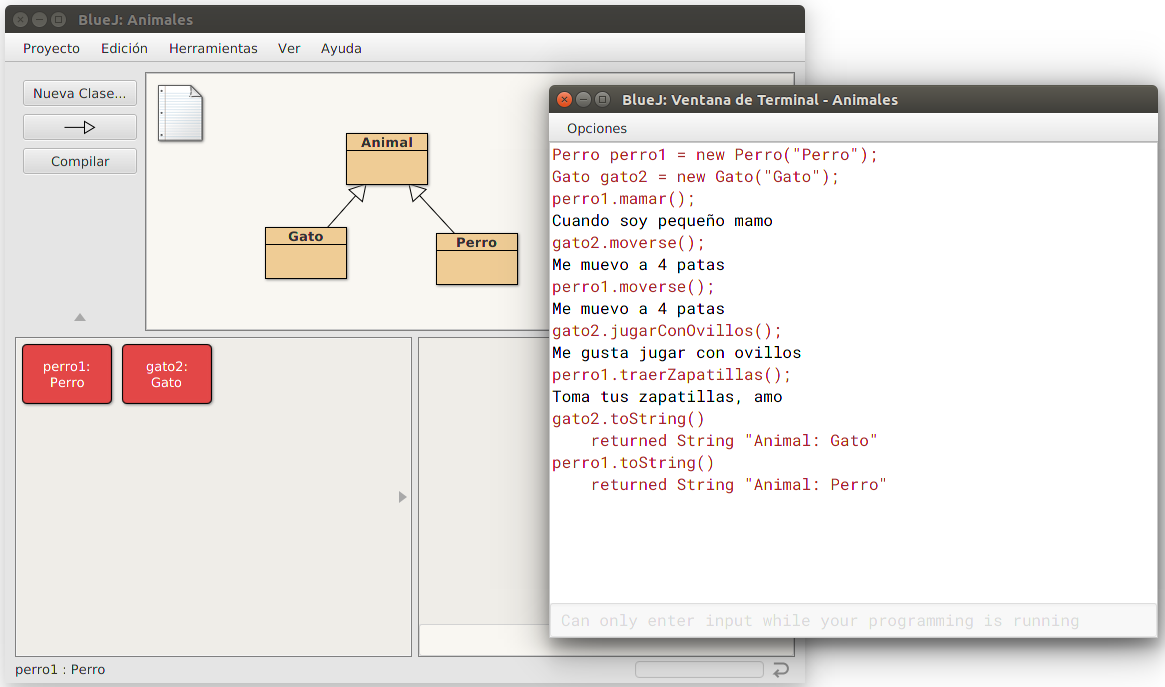 BlueJ: Animales
Proyecto Edición Herramientas Ver Ayuda
Nueva Clase...
Compilar
Animal
Gato
Perro
perro1:
Perro
gato2:
Gato
perro1 : Perro
BlueJ: Ventana de Terminal - Animales
Opciones
Perro perro1 = new Perro("Perro");
Gato gato2 = new Gato("Gato");
perro1.mamar();
Cuando soy pequeño mamo
gato2.moverse();
Me muevo a 4 patas
perro1.moverse();
Me muevo a 4 patas
gato2.jugarConOvillos();
Me gusta jugar con ovillos
perro1.traerZapatillas();
Toma tus zapatillas, amo
gato2.toString()
    returned String "Animal: Gato"
perro1.toString()
    returned String "Animal: Perro"
Can only enter input while your programming is running